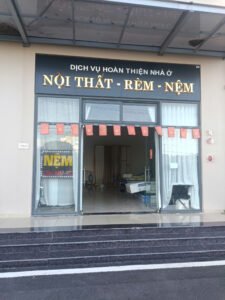 DỊCH VỤ HOÀN THIỆN NHÀ Ở
NỘI THẤT - RÈM - NỆM
NỆM